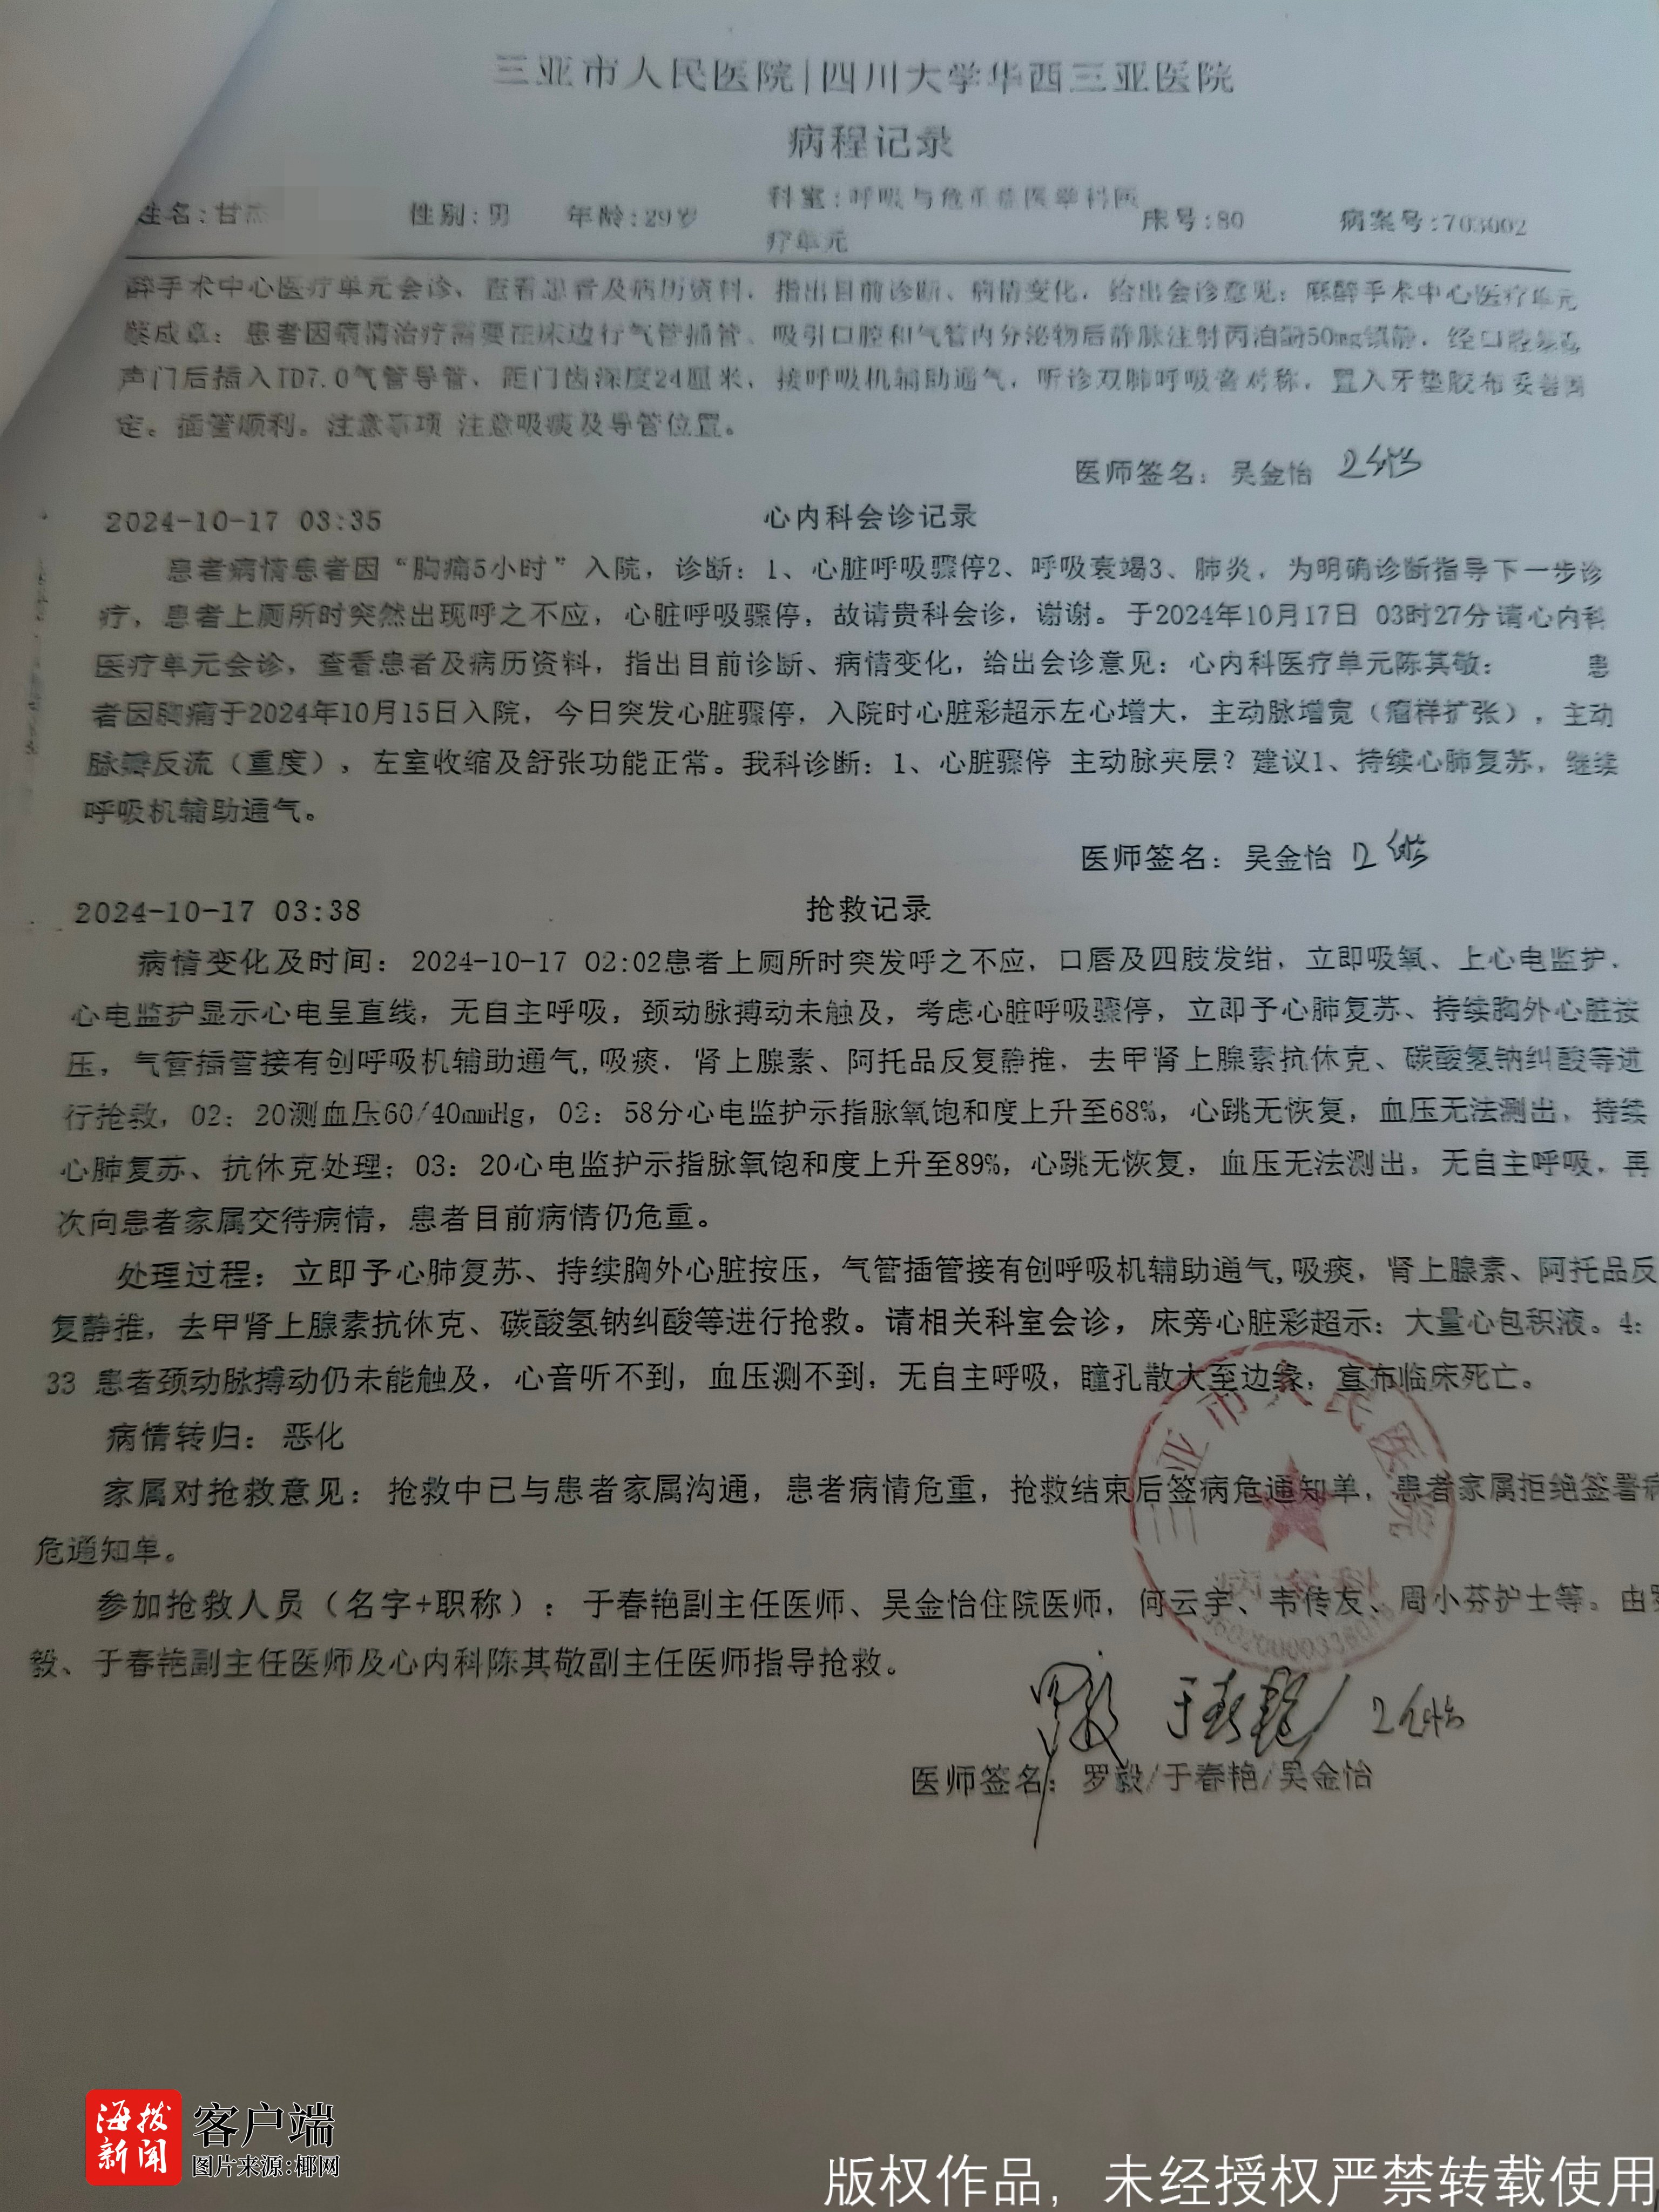 三亚市人民医院|四川大学华西三亚医院
病程记录
姓名:甘杰 性别:男 年龄:29岁 科室:呼吸与危重症医学科医疗单元 床号:80 病案号:703002
醉手术中心医疗单元会诊、查看患者及病历资料，指出目前诊断、病情变化，给出会诊意见：麻醉手术中心医疗单元
蔡成章：患者因病情治疗需要在床边行气管插管、吸引口腔和气管内分泌物后静脉注射丙泊酚50mg镇静，经口腔暴露
声门后插入ID7.0气管导管，距门齿深度24厘米，接呼吸机辅助通气，听诊双肺呼吸音对称，置入牙垫胶布妥善固
定。插管顺利。注意事项 注意吸痰及导管位置。
医师签名：吴金怡
2024-10-17 03:35 心内科会诊记录
患者病情患者因“胸痛5小时”入院，诊断：1、心脏呼吸骤停2、呼吸衰竭3、肺炎，为明确诊断指导下一步诊
疗，患者上厕所时突然出现呼之不应，心脏呼吸骤停，故请贵科会诊，谢谢。于2024年10月17日 03时27分请心内科
医疗单元会诊，查看患者及病历资料，指出目前诊断、病情变化，给出会诊意见：心内科医疗单元陈其敬： 患
者因胸痛于2024年10月15日入院，今日突发心脏骤停，入院时心脏彩超示左心增大，主动脉增宽（瘤样扩张），主动
脉瓣反流（重度），左室收缩及舒张功能正常。我科诊断：1、心脏骤停 主动脉夹层？建议1、持续心肺复苏，继续
呼吸机辅助通气。
医师签名：吴金怡
2024-10-17 03:38 抢救记录
病情变化及时间：2024-10-17 02:02患者上厕所时突发呼之不应，口唇及四肢发绀，立即吸氧、上心电监护，
心电监护显示心电呈直线，无自主呼吸，颈动脉搏动未触及，考虑心脏呼吸骤停，立即予心肺复苏、持续胸外心脏按
压，气管插管接有创呼吸机辅助通气,吸痰，肾上腺素、阿托品反复静推，去甲肾上腺素抗休克、碳酸氢钠纠酸等进
行抢救，02：20测血压60/40mmHg，02：58分心电监护示指脉氧饱和度上升至68%，心跳无恢复，血压无法测出，持续
心肺复苏、抗休克处理；03：20心电监护示指脉氧饱和度上升至89%，心跳无恢复，血压无法测出，无自主呼吸，再
次向患者家属交待病情，患者目前病情仍危重。
处理过程：立即予心肺复苏、持续胸外心脏按压，气管插管接有创呼吸机辅助通气,吸痰，肾上腺素、阿托品反
复静推，去甲肾上腺素抗休克、碳酸氢钠纠酸等进行抢救。请相关科室会诊，床旁心脏彩超示：大量心包积液。4：
33 患者颈动脉搏动仍未能触及，心音听不到，血压测不到，无自主呼吸，瞳孔散大至边缘，宣布临床死亡。
病情转归：恶化
家属对抢救意见：抢救中已与患者家属沟通，患者病情危重，抢救结束后签病危通知单，患者家属拒绝签署病
危通知单。
参加抢救人员（名字+职称）：于春艳副主任医师、吴金怡住院医师，何云宇、韦传友、周小芬护士等。由罗
毅、于春艳副主任医师及心内科陈其敬副主任医师指导抢救。
三亚市人民医院
罗毅 于春艳/
医师签名：罗毅/于春艳/吴金怡
海拔新闻 客户端
图片来源:椰网
版权作品，未经授权严禁转载使用